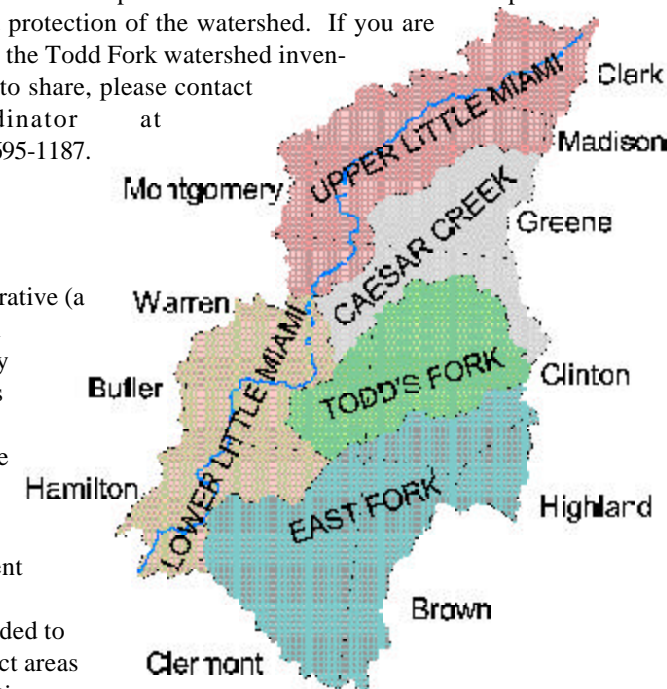 protection of the watershed. If you are
the Todd Fork watershed inven-
to share, please contact
dinator at
695-1187.
rative (a
y
s
e
ent
ded to
ct areas
Clark
Madison
UPPER LITTLE MIAMI
Montgomery
Greene
CAESAR CREEK
Warren
Butler
LOWER LITTLE MIAMI
TODD'S FORK
Clinton
Hamilton
EAST FORK
Highland
Brown
Clermont